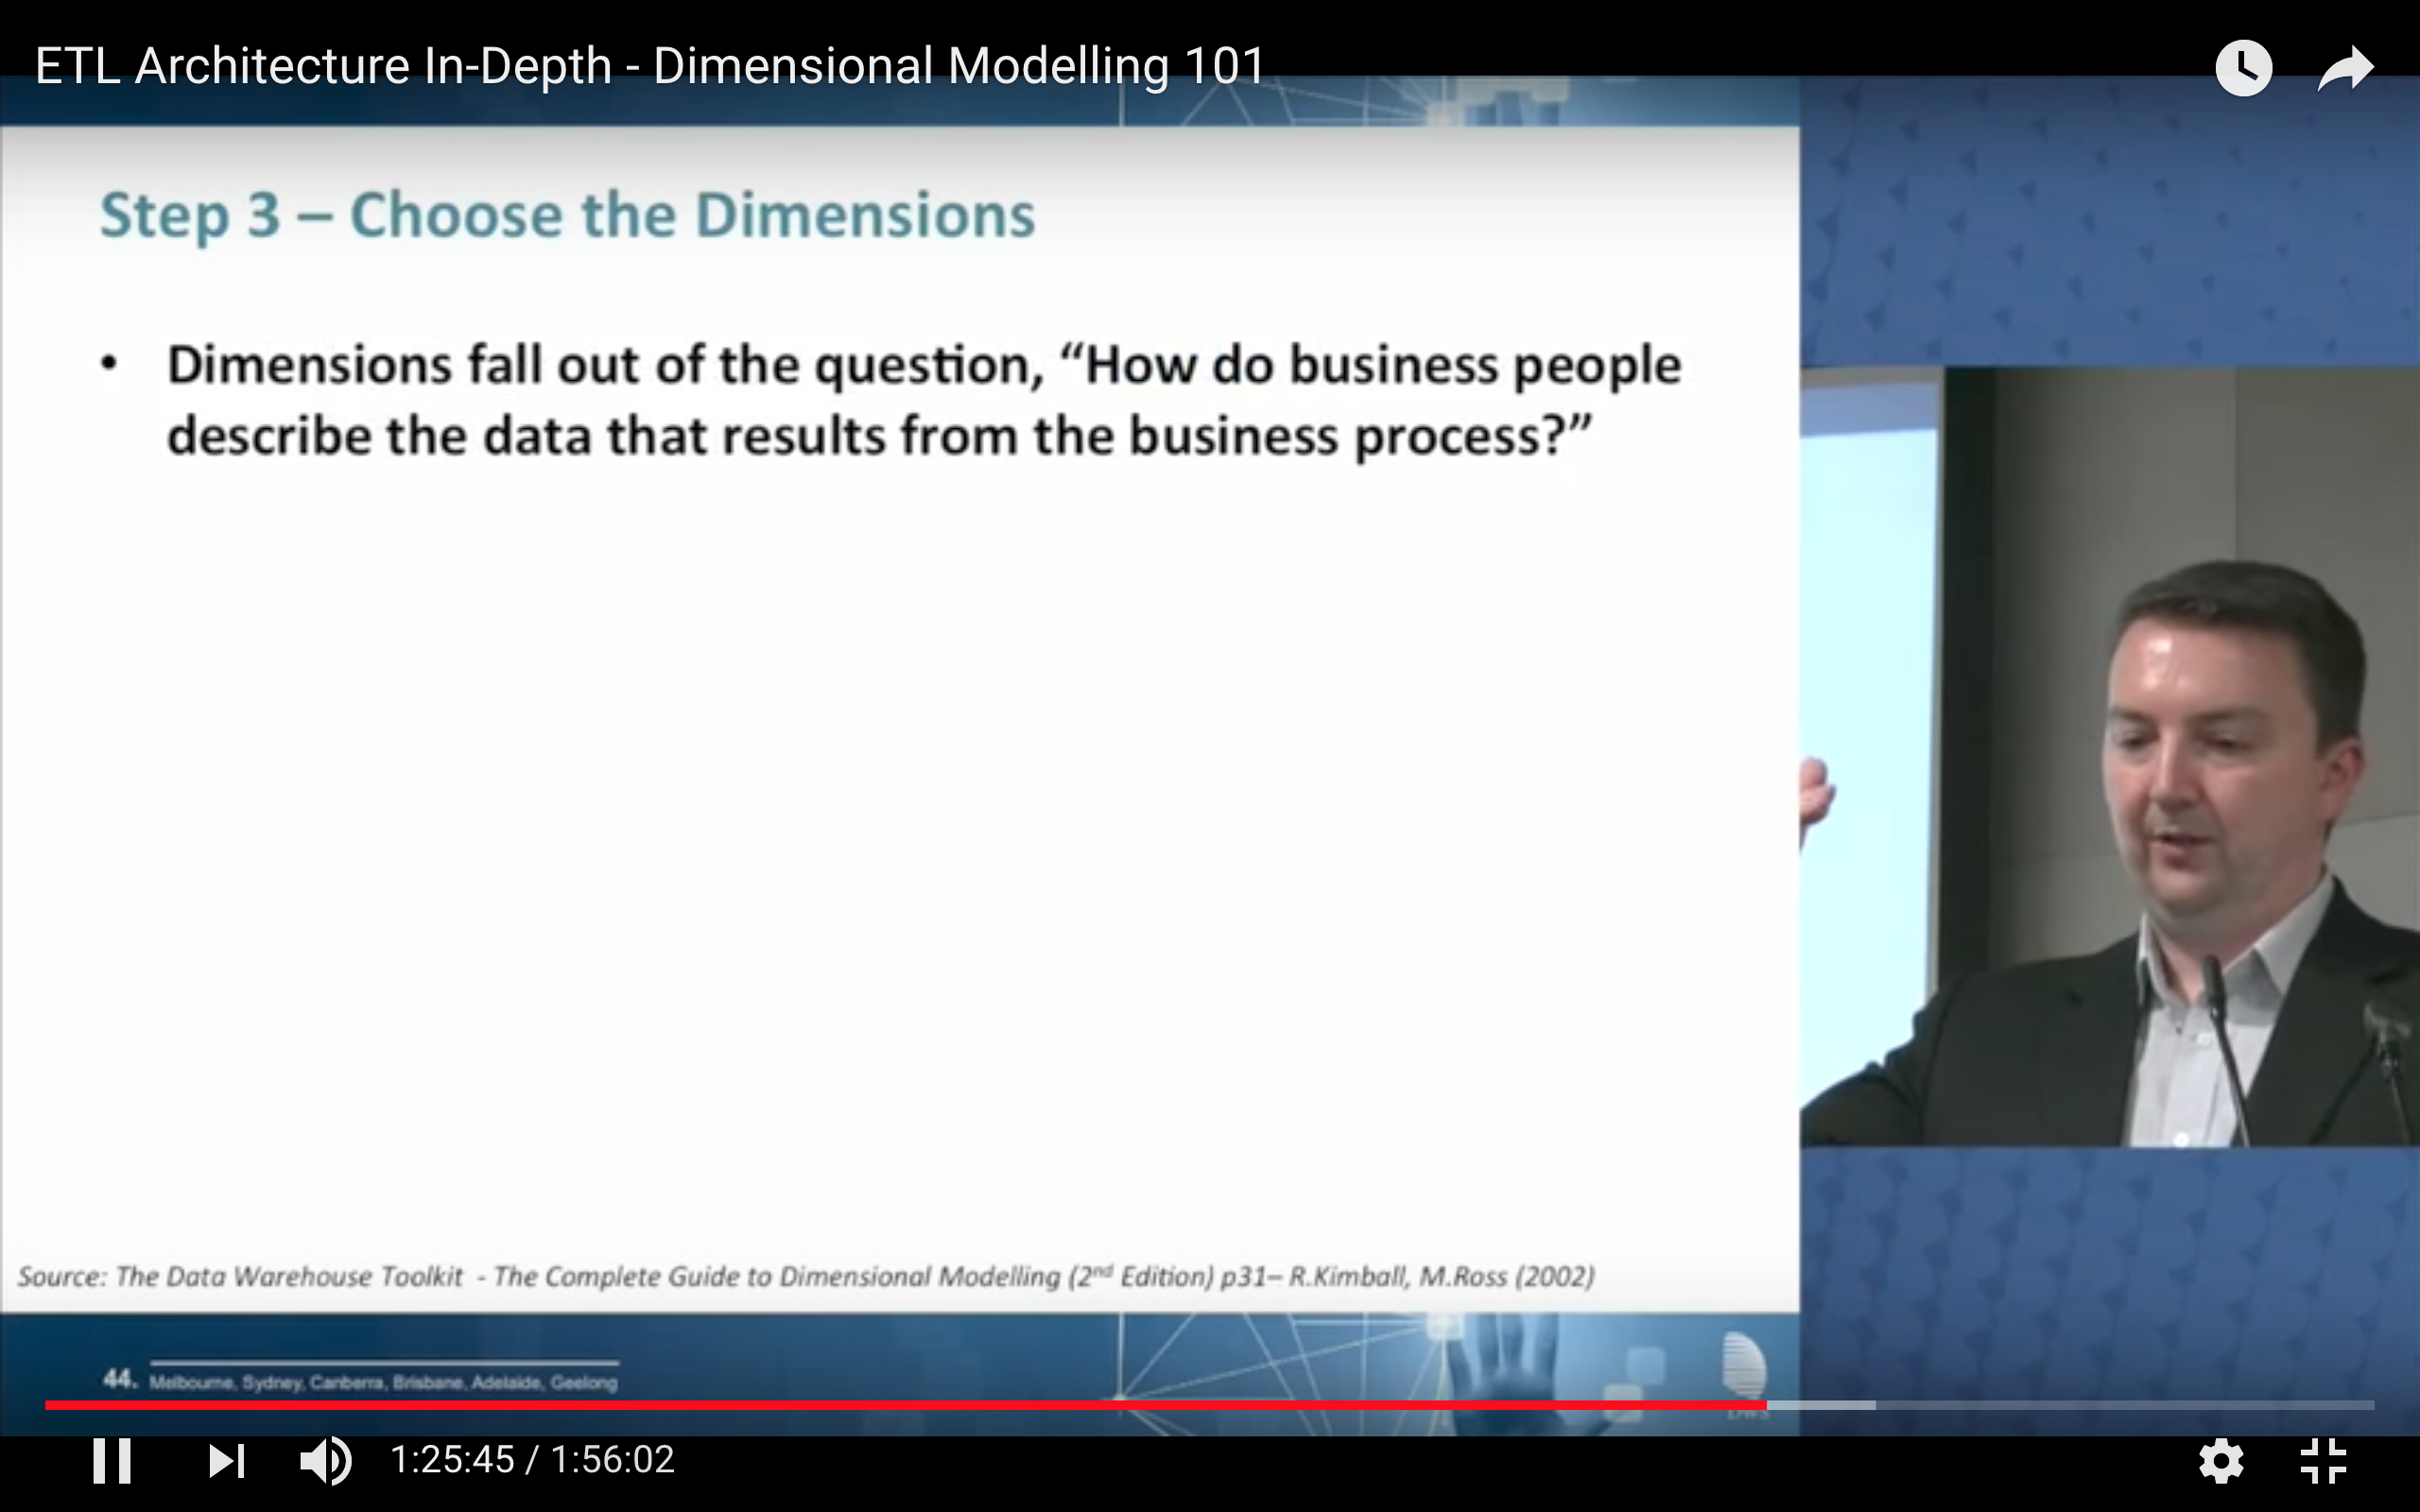 ETL Architecture In-Depth - Dimensional Modelling 101
Step 3 – Choose the Dimensions
• Dimensions fall out of the question, “How do business people
describe the data that results from the business process?”
Source: The Data Warehouse Toolkit - The Complete Guide to Dimensional Modelling (2nd Edition) p31– R.Kimball, M.Ross (2002)
44. Melbourne, Sydney, Canberra, Brisbane, Adelaide, Geelong
1:25:45 / 1:56:02